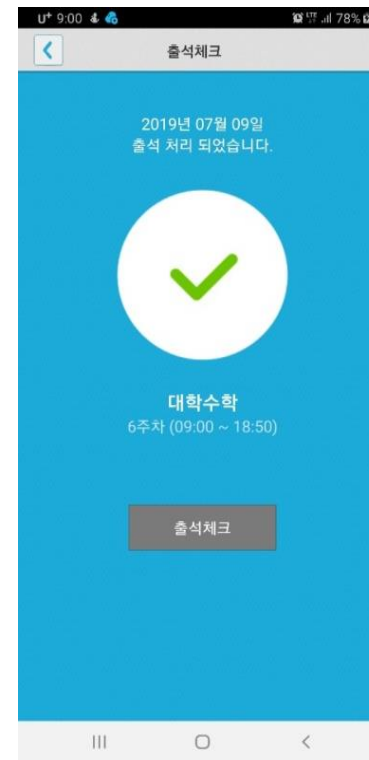 U+ 9:00 LTE 78%
출석체크
2019년 07월 09일
출석 처리 되었습니다.
대학수학
6주차 (09:00 ~ 18:50)
출석체크